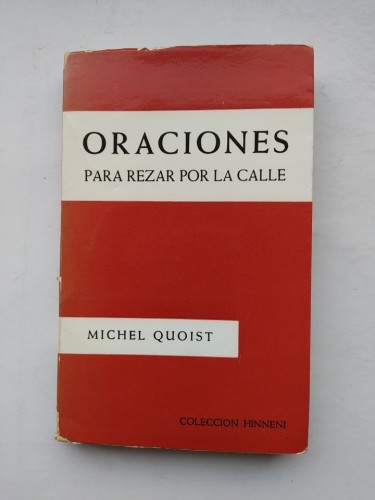 ORACIONES
PARA REZAR POR LA CALLE
MICHEL QUOIST
COLECCION HINNENI